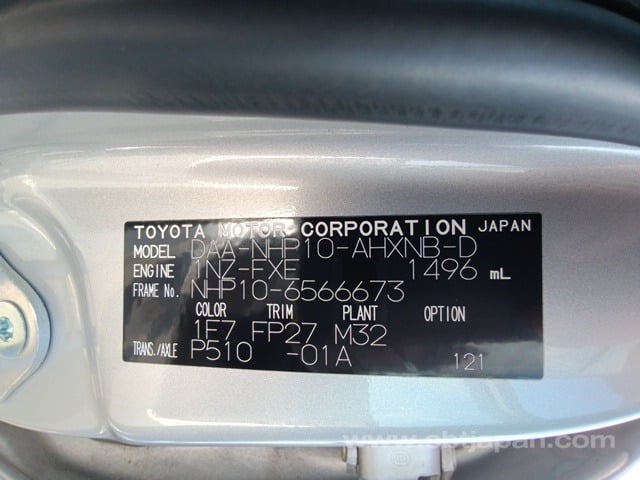 TOYOTA MOTOR CORPORATION JAPAN
MODEL DAA-NHP10-AHXNB-D
ENGINE 1NZ-FXE 1496 mL
FRAME No. NHP10-6566673
COLOR TRIM PLANT OPTION
1F7 FP27 M32
TRANS./AXLE P510 -01A 121
www.sbtjapan.com